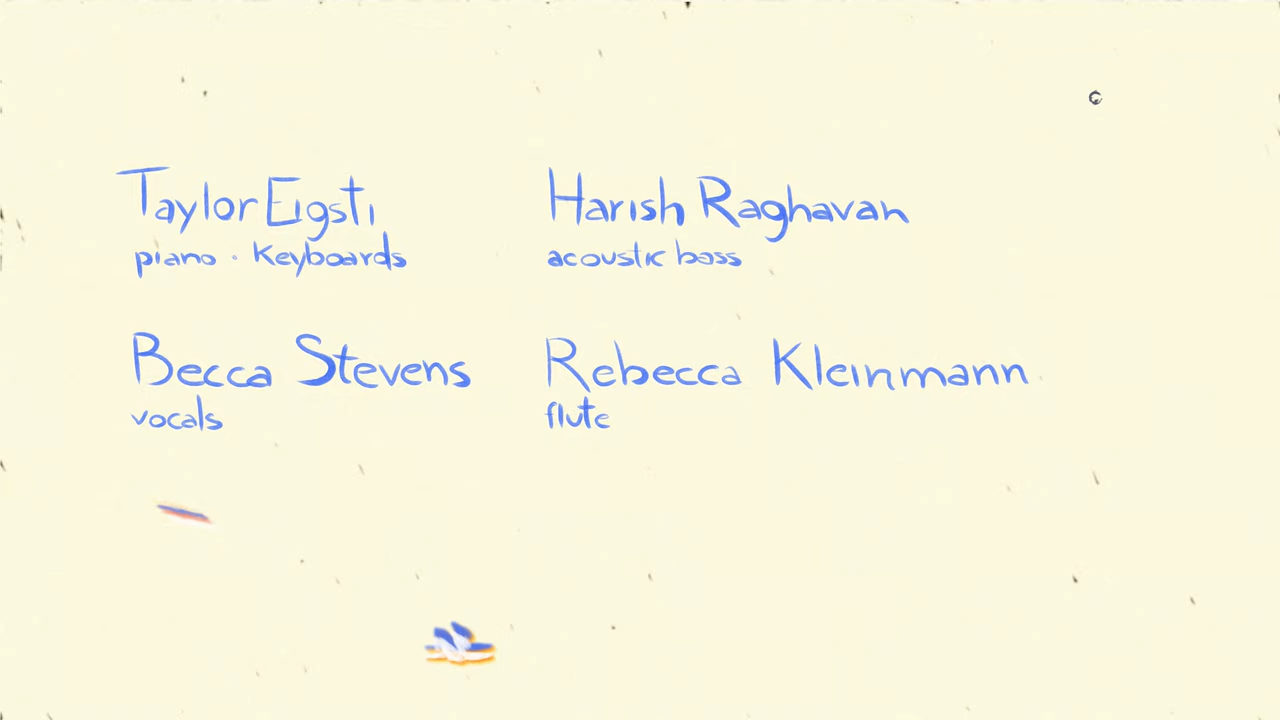 Taylor Eigsti
piano · Keyboards
Harish Raghavan
acoustic bass
Becca Stevens
vocals
Rebecca Kleinmann
flute